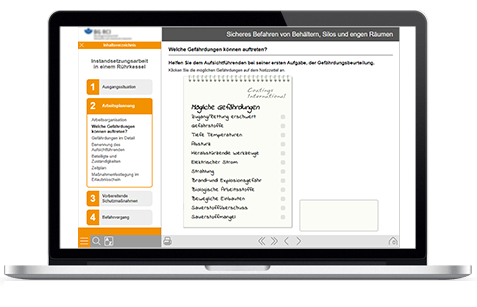 BG RCI
Sicheres Befahren von Behältern, Silos und engen Räumen
Inhaltsverzeichnis
Instandsetzungsarbeit
in einem Rührkessel
1 Ausgangssituation
2 Arbeitsplanung
Arbeitsorganisation
Welche Gefährdungen
können auftreten?
Gefährdungen im Detail
Benennung des
Aufsichtführenden
Beteiligte und
Zuständigkeiten
Zeitplan
Maßnahmenfestlegung im
Erlaubnisschein
3 Vorbereitende
Schutzmaßnahmen
4 Befahrvorgang
Welche Gefährdungen können auftreten?
Helfen Sie dem Aufsichtführenden bei seiner ersten Aufgabe, der Gefährdungsbeurteilung.
Klicken Sie die möglichen Gefährdungen auf dem Notizzettel an.
Coatings
International
Mögliche Gefährdungen
Zugang/Rettung erschwert
Gefahrstoffe
Tiefe Temperaturen
Absturz
Herabstürzende Werkzeuge
Elektrischer Strom
Strahlung
Brand-und Explosionsgefahr
Biologische Arbeitsstoffe
Bewegliche Einbauten
Sauerstoffüberschuss
Sauerstoffmangel